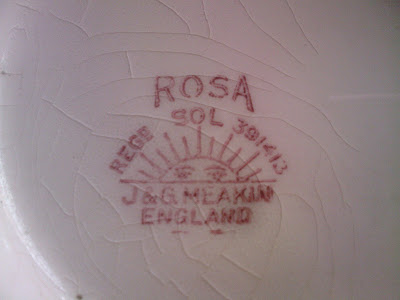 ROSA
SOL
REGD 391413
J & G. MEAKIN
ENGLAND